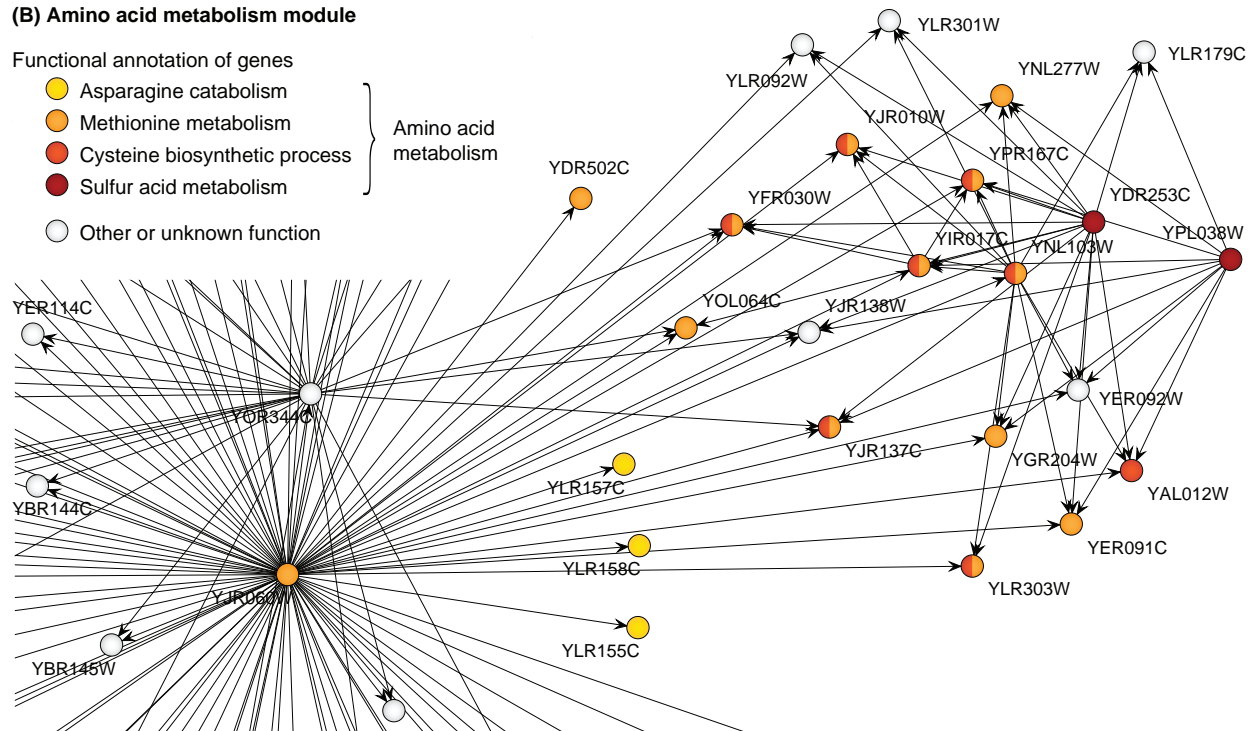 (B) Amino acid metabolism module
Functional annotation of genes
Asparagine catabolism
Methionine metabolism
Cysteine biosynthetic process
Sulfur acid metabolism
Amino acid
metabolism
Other or unknown function
YLR301W
YLR092W
YLR179C
YNL277W
YJR010W
YPR167C
YDR502C
YFR030W
YDR253C
YIR017C
YNL103W
YPL038W
YER114C
YOL064C
YJR138W
YOR344C
YER092W
YJR137C
YGR204W
YLR157C
YAL012W
YBR144C
YER091C
YLR158C
YLR303W
YJR060W
YLR155C
YBR145W